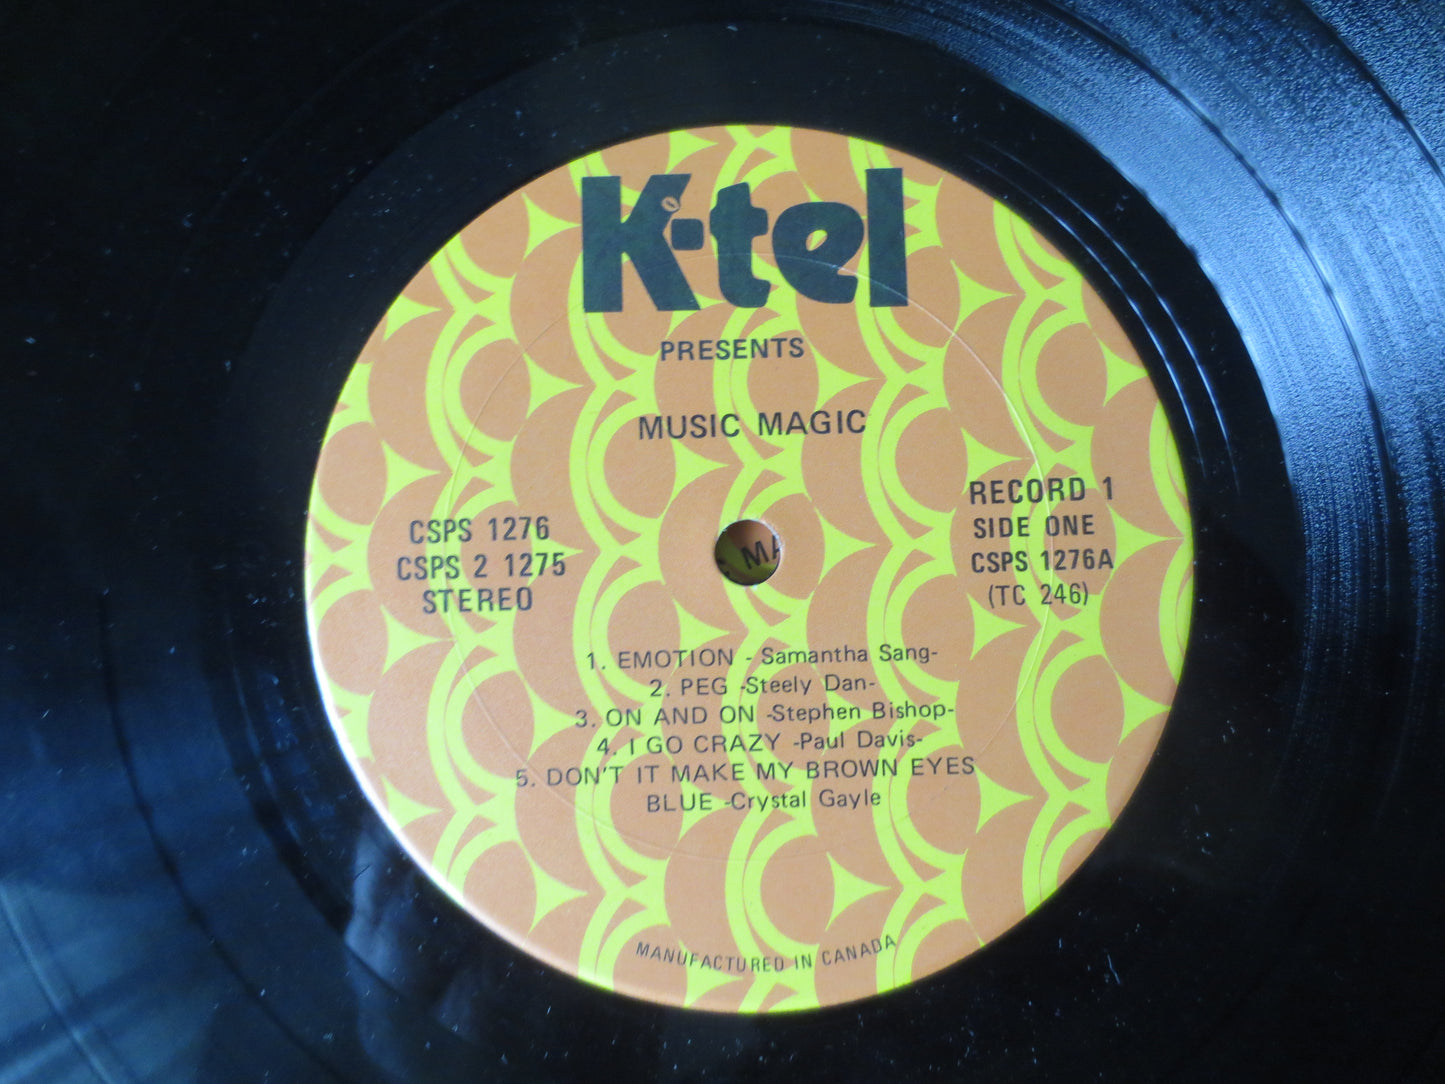 K-tel
PRESENTS
MUSIC MAGIC
CSPS 1276
CSPS 2 1275
STEREO
RECORD 1
SIDE ONE
CSPS 1276A
(TC 246)
1. EMOTION - Samantha Sang-
2. PEG -Steely Dan-
3. ON AND ON -Stephen Bishop-
4. I GO CRAZY -Paul Davis-
5. DON'T IT MAKE MY BROWN EYES
BLUE -Crystal Gayle
MANUFACTURED IN CANADA